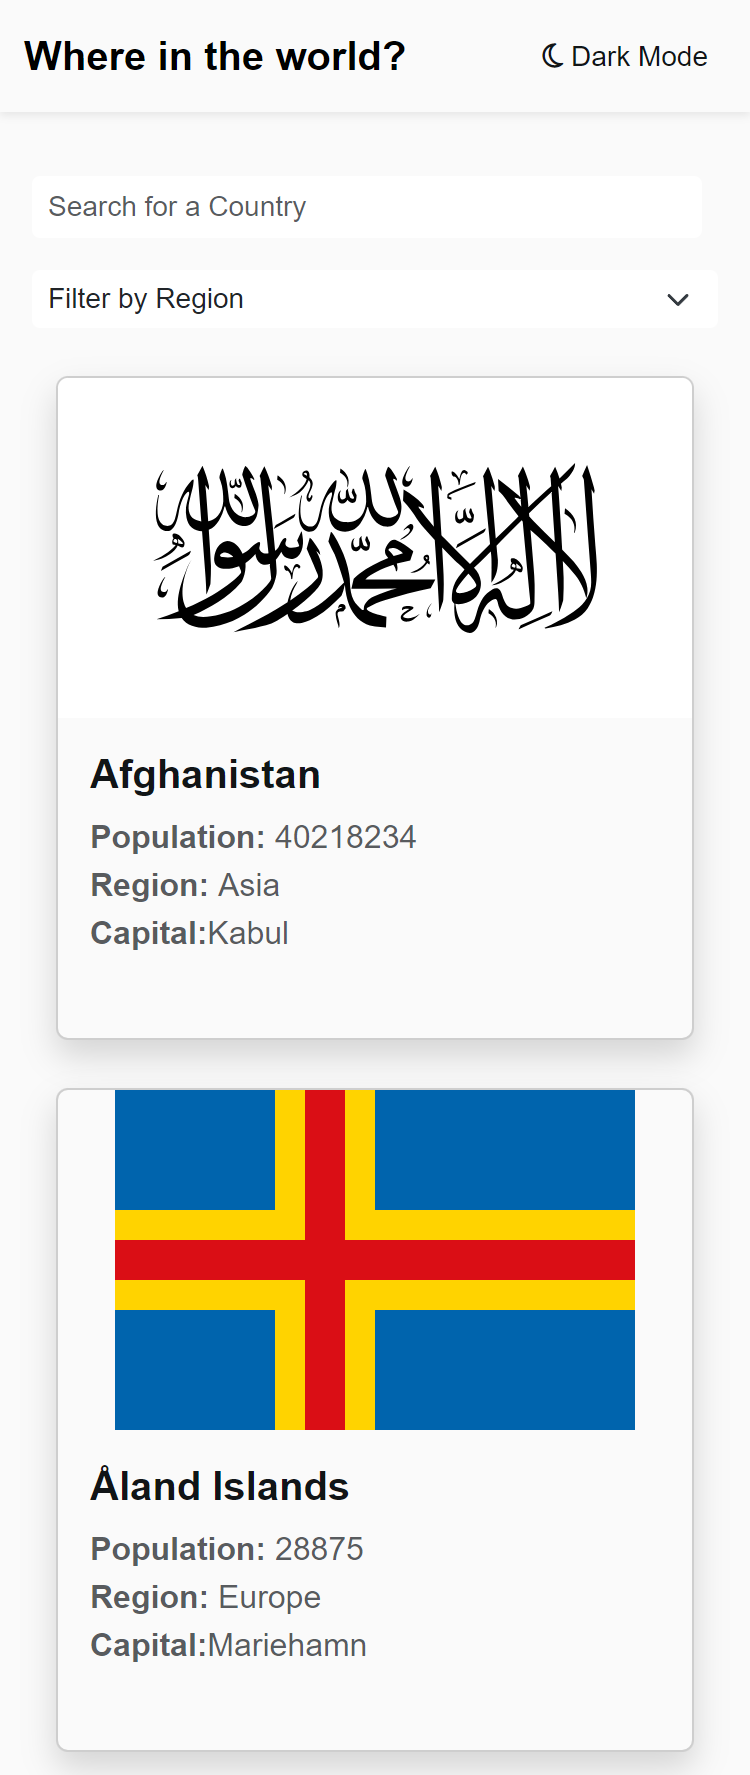 Where in the world?
Dark Mode
Search for a Country
Filter by Region
لا إله إلا الله محمد رسول الله
Afghanistan
Population: 40218234
Region: Asia
Capital:Kabul
Åland Islands
Population: 28875
Region: Europe
Capital:Mariehamn